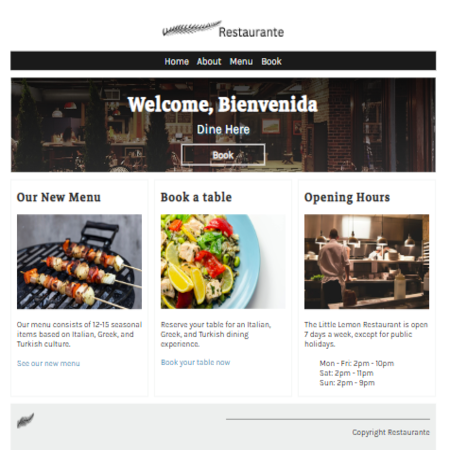 Restaurante
Home About Menu Book
Welcome, Bienvenida
Dine Here
Book
Our New Menu
Our menu consists of 12-15 seasonal
items based on Italian, Greek, and
Turkish culture.
See our new menu
Book a table
Reserve your table for an Italian,
Greek, and Turkish dining
experience.
Book your table now
Opening Hours
The Little Lemon Restaurant is open
7 days a week, except for public
holidays.
Mon - Fri: 2pm - 10pm
Sat: 2pm - 11pm
Sun: 2pm - 9pm
Copyright Restaurante